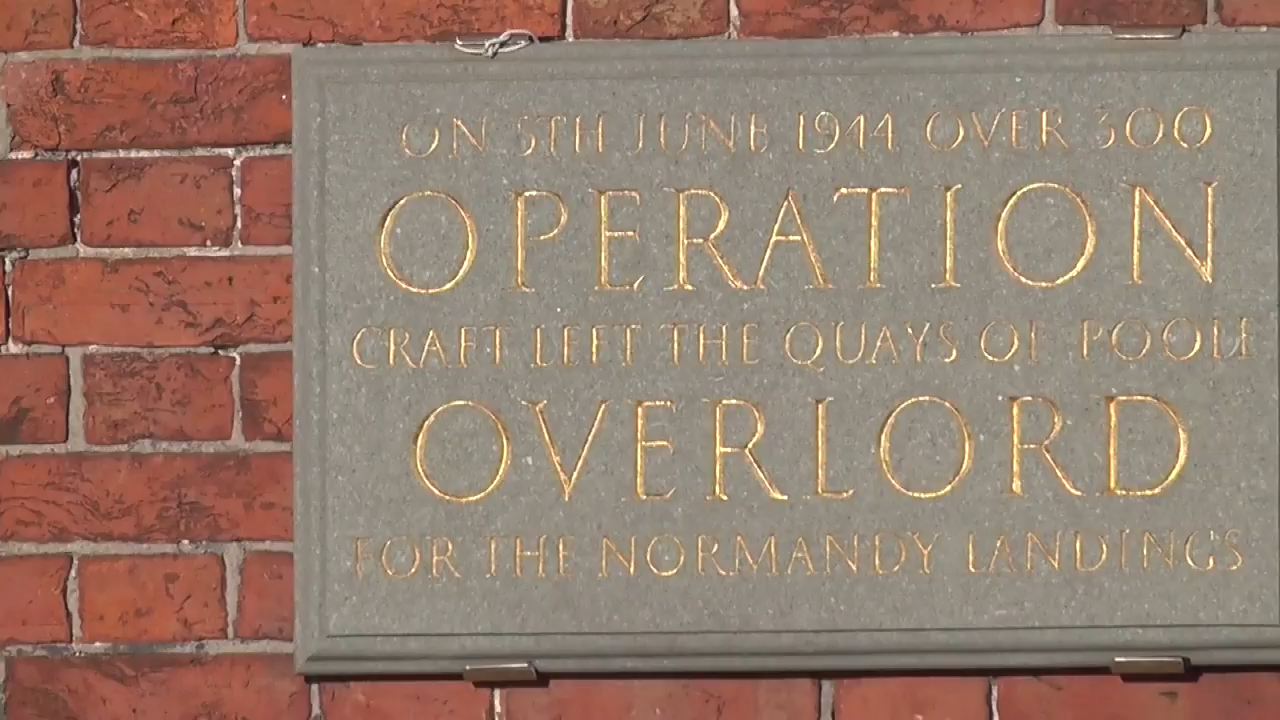 ON 5TH JUNE 1944 OVER 300
OPERATION
CRAFT LEFT THE QUAYS OF POOLE
OVERLORD
FOR THE NORMANDY LANDINGS